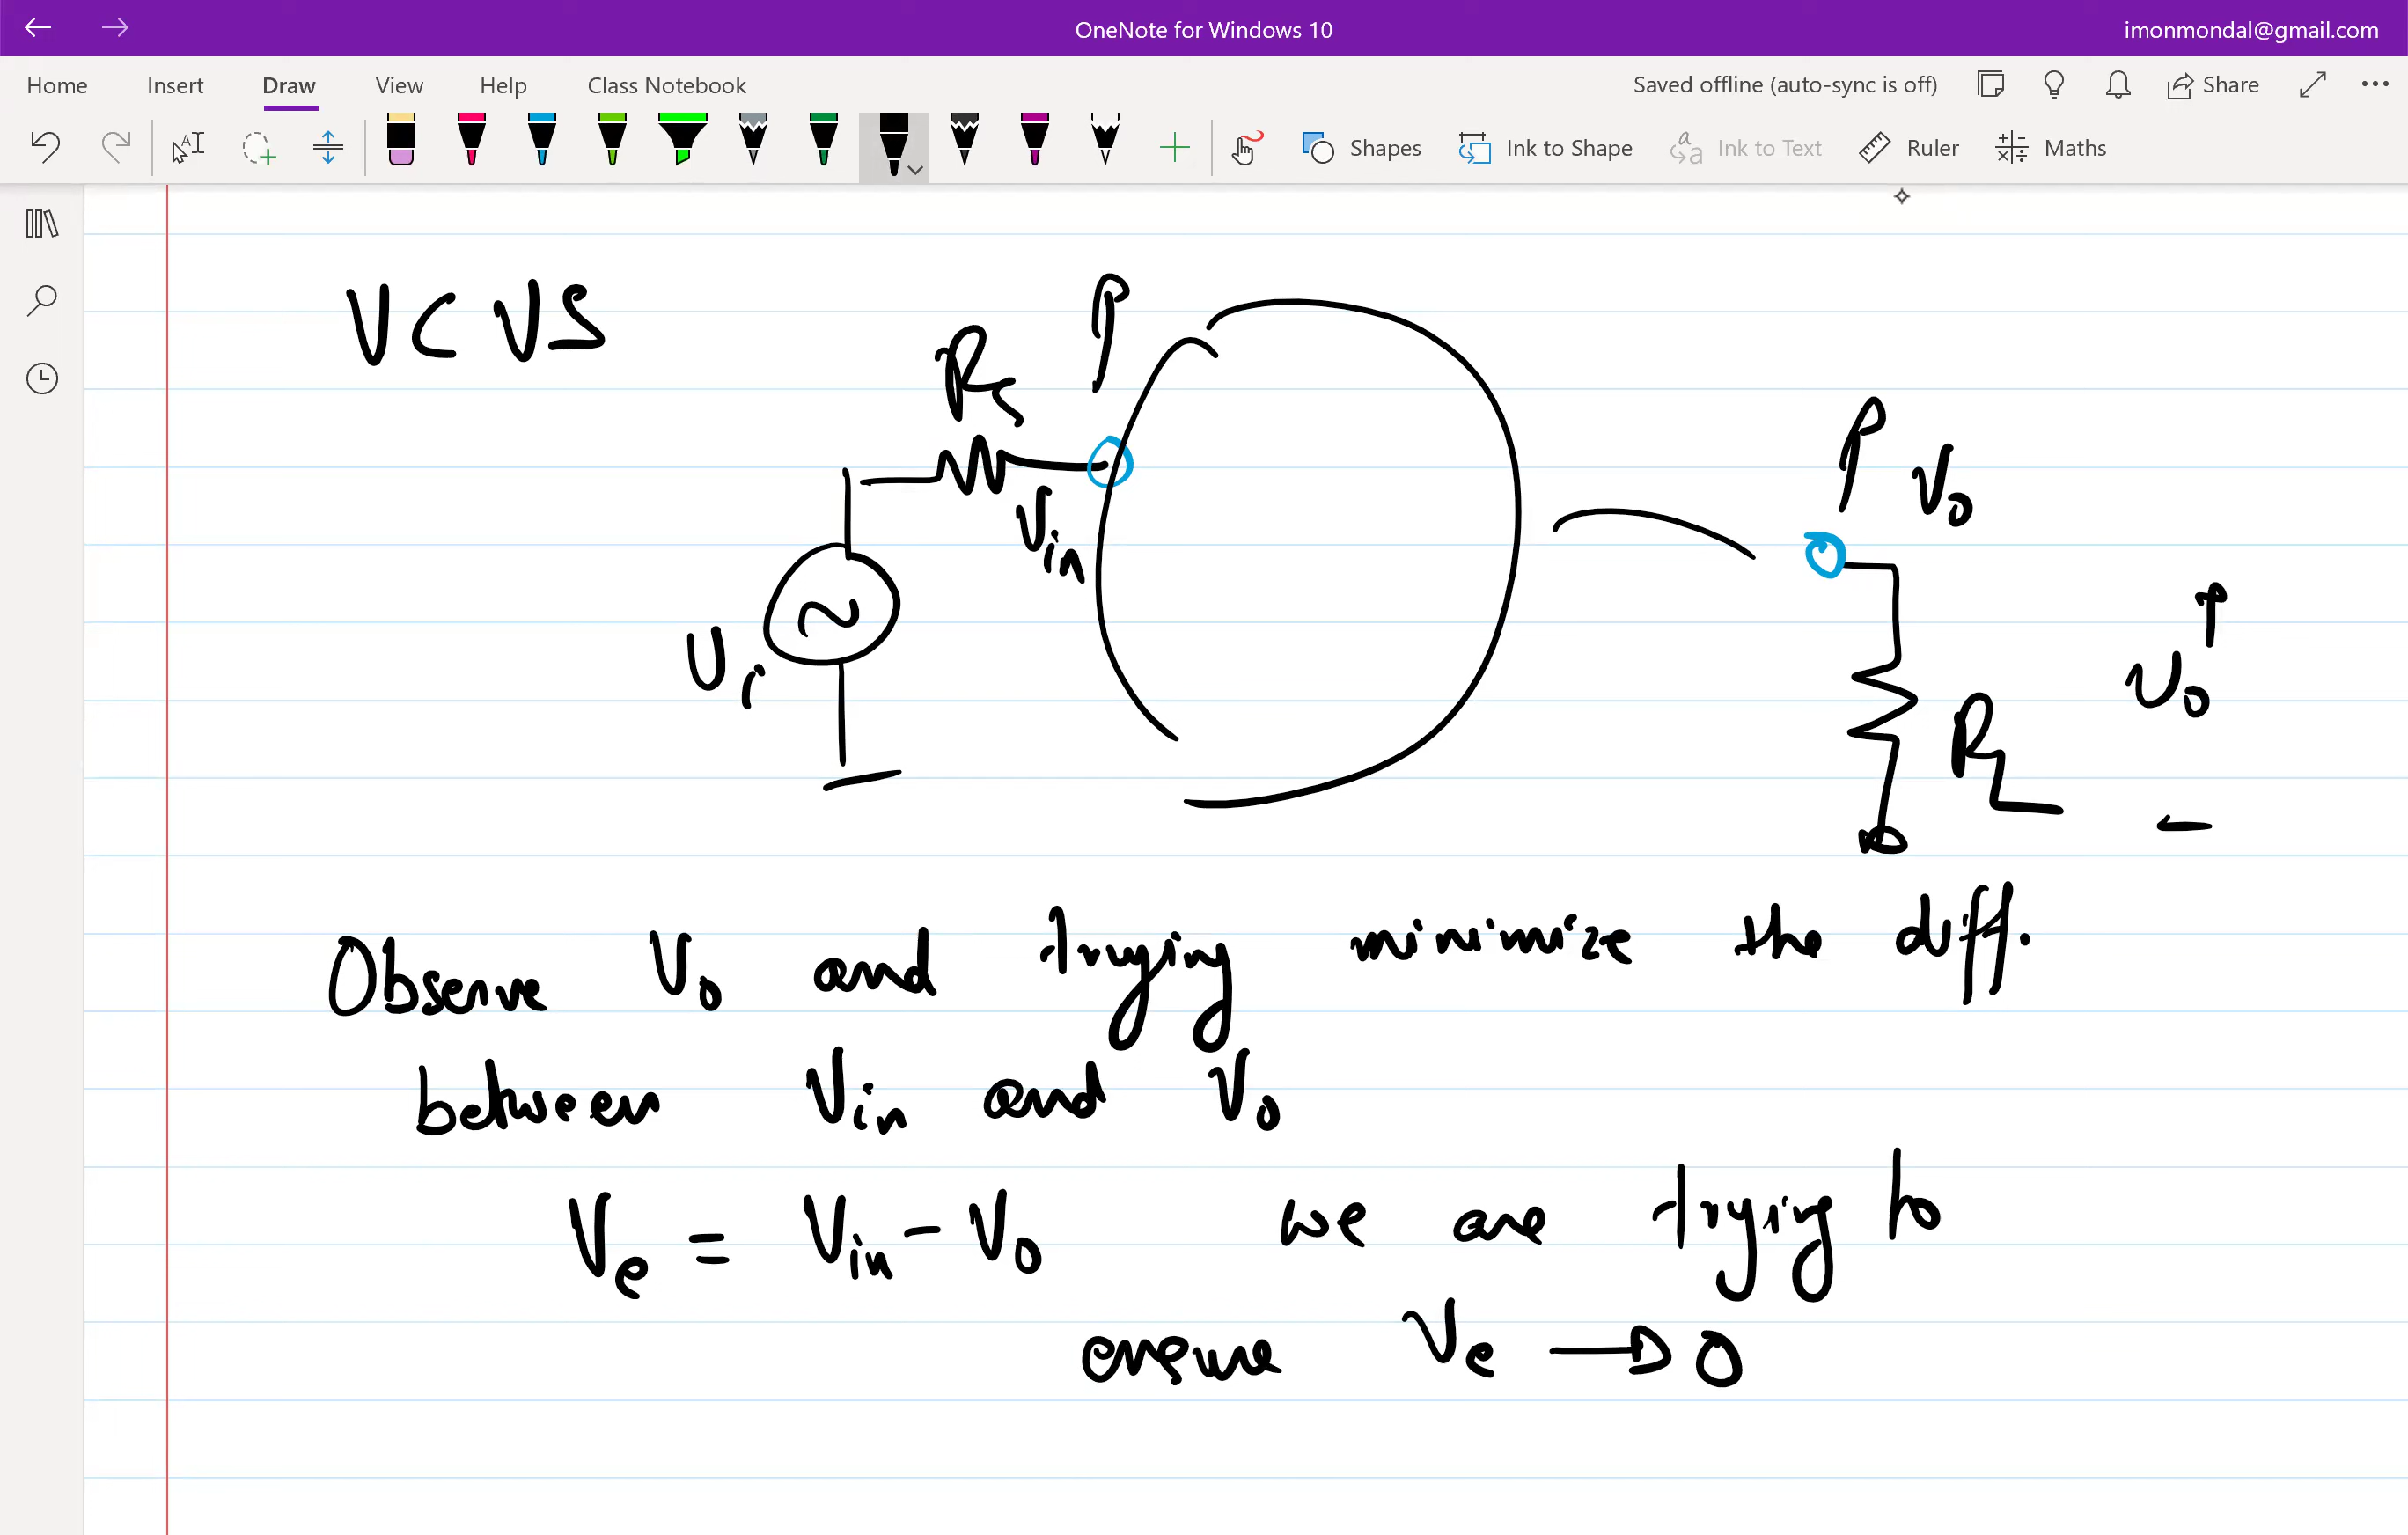 OneNote for Windows 10
imonmondal@gmail.com
Home Insert Draw View Help Class Notebook
Saved offline (auto-sync is off) Share
Shapes Ink to Shape Ink to Text Ruler Maths
VCVS
Rs
Vin
Vi
Vo
RL
vo
Observe Vo and trying minimize the diff.
between Vin and Vo
Ve = Vin - Vo we are trying to
ensure Ve → 0